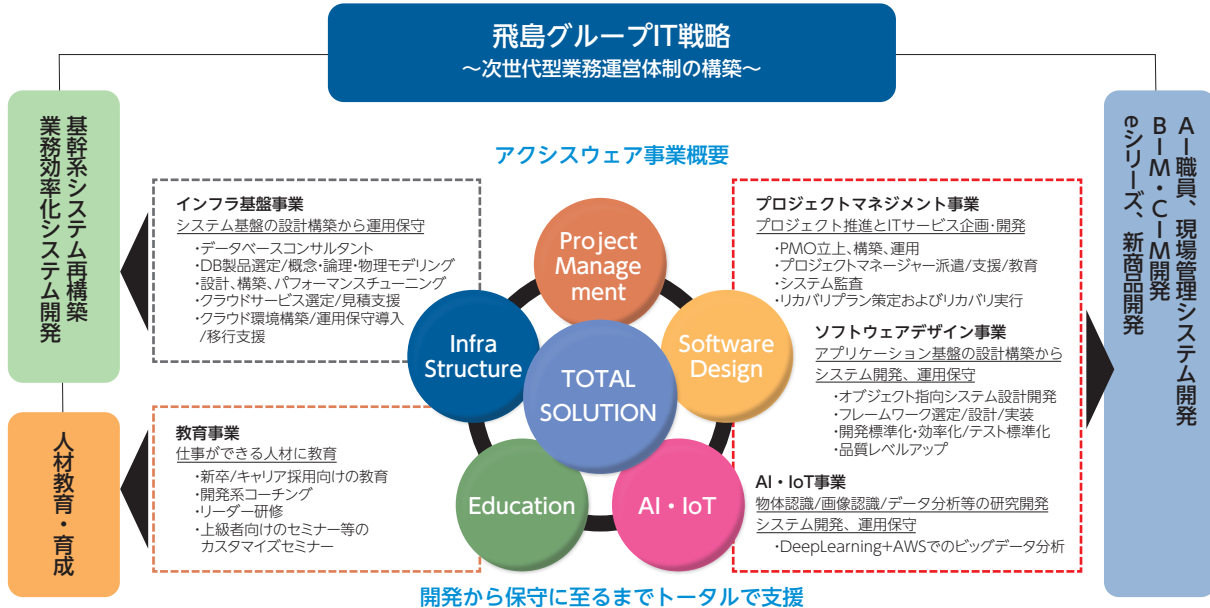 飛島グループIT戦略
～次世代型業務運営体制の構築～
基幹系システム再構築
業務効率化システム開発
人材教育・育成
アクシスウェア事業概要
インフラ基盤事業
システム基盤の設計構築から運用保守
・データベースコンサルタント
・DB製品選定/概念・論理・物理モデリング
・設計、構築、パフォーマンスチューニング
・クラウドサービス選定/見積支援
・クラウド環境構築/運用保守導入
/移行支援
教育事業
仕事ができる人材に教育
・新卒/キャリア採用向けの教育
・開発系コーチング
・リーダー研修
・上級者向けのセミナー等の
カスタマイズセミナー
Project
Manage
ment
Infra
Structure
Software
Design
TOTAL
SOLUTION
Education
AI・IoT
プロジェクトマネジメント事業
プロジェクト推進とITサービス企画・開発
・PMO立上、構築、運用
・プロジェクトマネージャー派遣/支援/教育
・システム監査
・リカバリプラン策定およびリカバリ実行
ソフトウェアデザイン事業
アプリケーション基盤の設計構築から
システム開発、運用保守
・オブジェクト指向システム設計開発
・フレームワーク選定/設計/実装
・開発標準化・効率化/テスト標準化
・品質レベルアップ
AI・IoT事業
物体認識/画像認識/データ分析等の研究開発
システム開発、運用保守
・DeepLearning+AWSでのビッグデータ分析
AI職員、現場管理システム開発
BIM・CIM開発
eシリーズ、新商品開発
開発から保守に至るまでトータルで支援